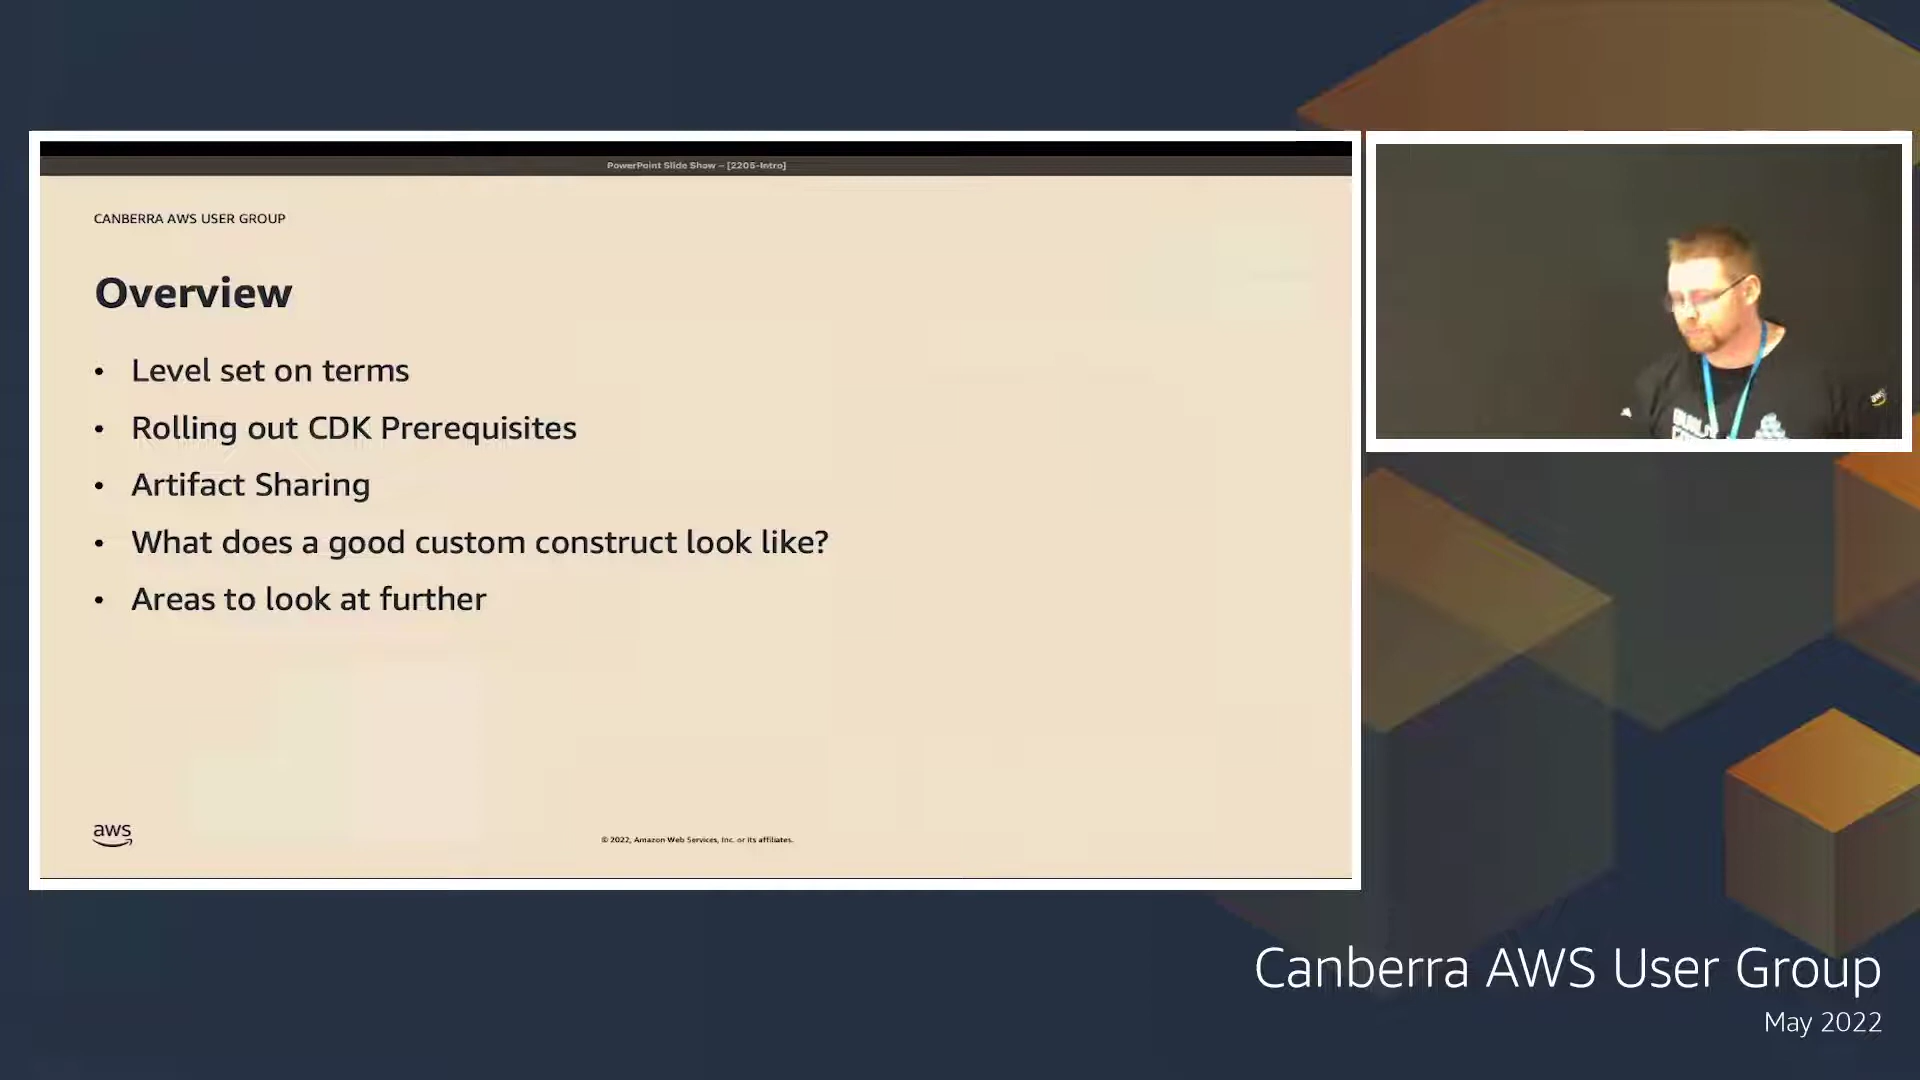 PowerPoint Slide Show – [2205-Intro]
CANBERRA AWS USER GROUP
Overview
• Level set on terms
• Rolling out CDK Prerequisites
• Artifact Sharing
• What does a good custom construct look like?
• Areas to look at further
aws
© 2022, Amazon Web Services, Inc. or its affiliates.
aws
Canberra AWS User Group
May 2022